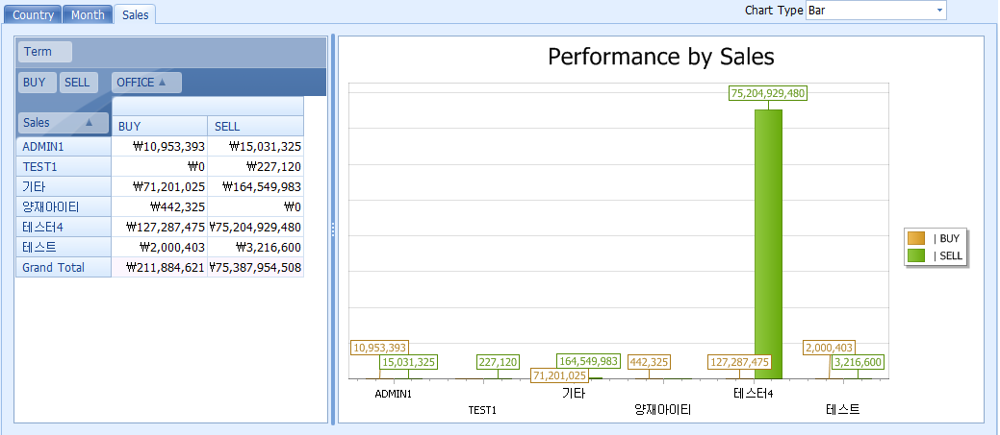 Country Month Sales Chart Type Bar
Term
BUY SELL OFFICE
Sales
BUY SELL
ADMIN1 ₩10,953,393 ₩15,031,325
TEST1 ₩0 ₩227,120
기타 ₩71,201,025 ₩164,549,983
양재아이티 ₩442,325 ₩0
테스터4 ₩127,287,475 ₩75,204,929,480
테스트 ₩2,000,403 ₩3,216,600
Grand Total ₩211,884,621 ₩75,387,954,508
Performance by Sales
75,204,929,480
10,953,393 2,000,403
15,031,325 227,120 164,549,983 442,325 127,287,475 3,216,600
71,201,025
ADMIN1 기타 테스터4
TEST1 양재아이티 테스트
| BUY
| SELL